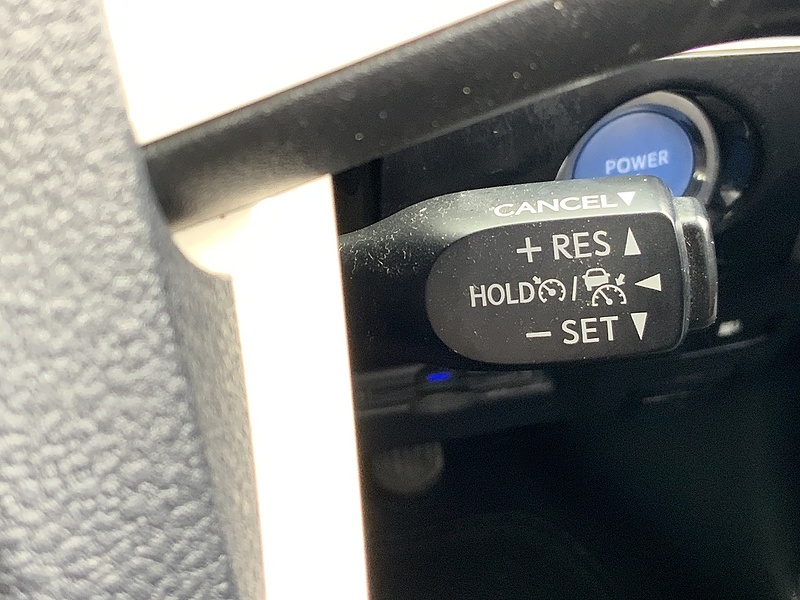 POWER
CANCEL▼
+ RES ▲
HOLD / ◀
− SET ▼